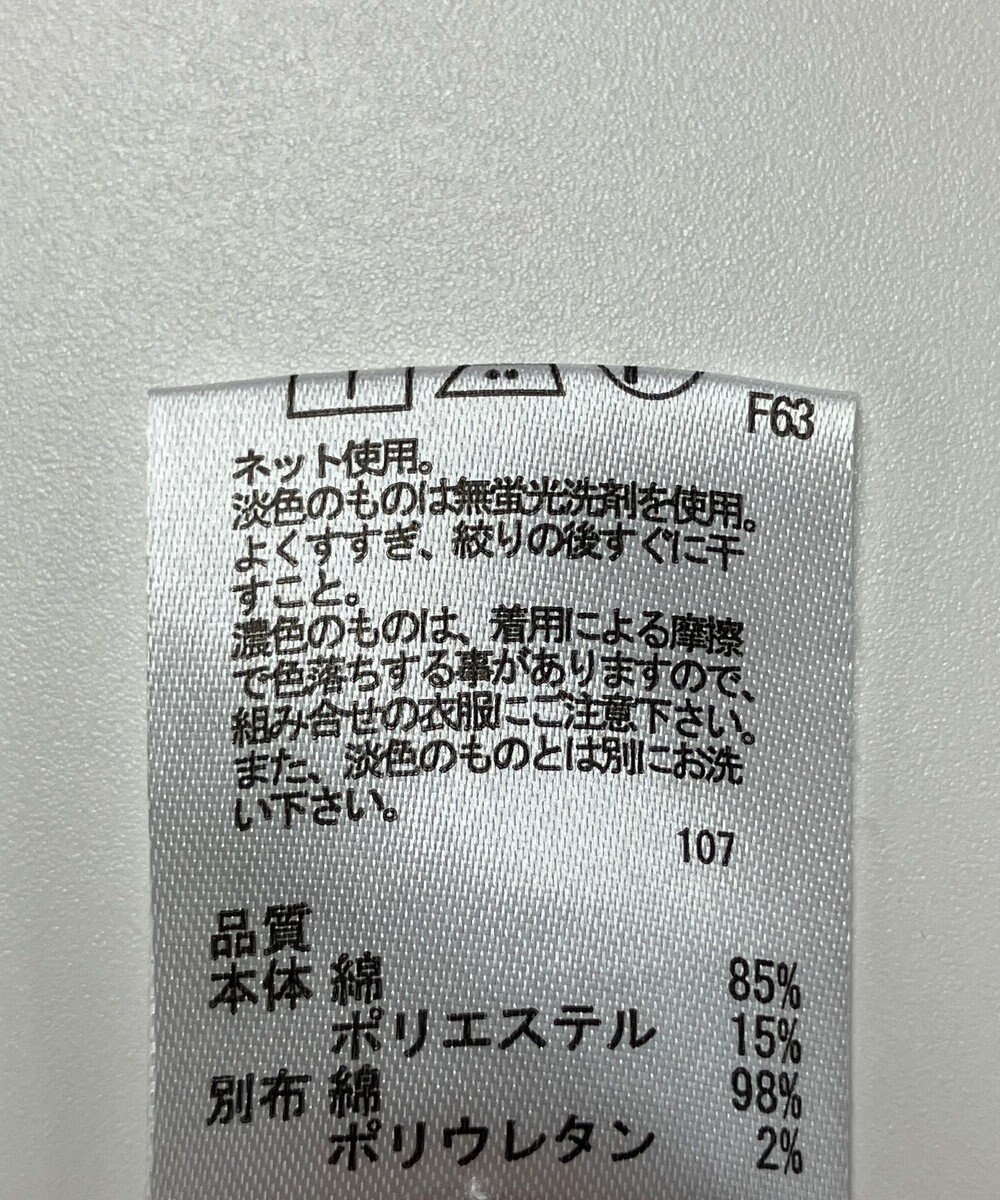 F63
ネット使用。
淡色のものは無蛍光洗剤を使用。
よくすすぎ、絞りの後すぐに干
すこと。
濃色のものは、着用による摩擦
で色落ちする事がありますので、
組み合せの衣服にご注意下さい。
また、淡色のものとは別にお洗
い下さい。
107
品質
本体 綿 85%
ポリエステル 15%
別布 綿 98%
ポリウレタン 2%